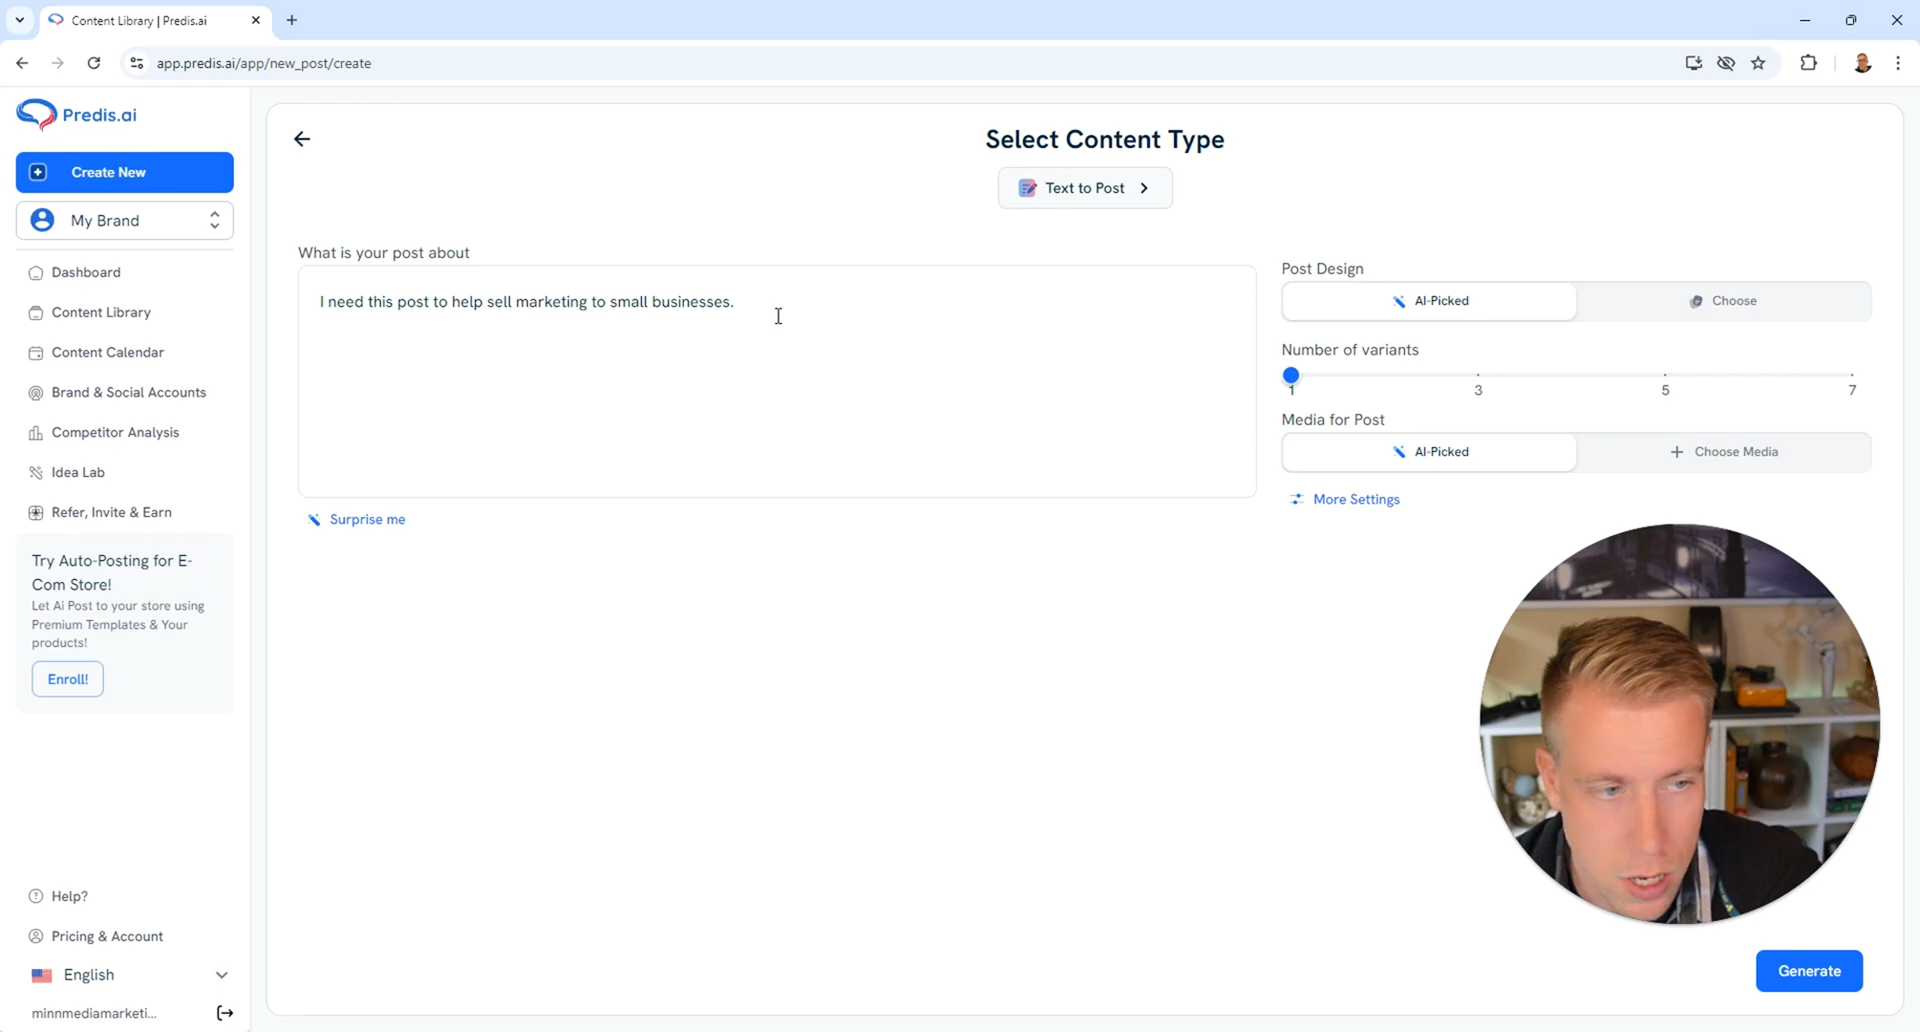 Content Library | Predis.ai
app.predis.ai/app/new_post/create
Predis.ai
Create New
My Brand
Dashboard
Content Library
Content Calendar
Brand & Social Accounts
Competitor Analysis
Idea Lab
Refer, Invite & Earn
Try Auto-Posting for E-
Com Store!
Let Ai Post to your store using
Premium Templates & Your
products!
Enroll!
Help?
Pricing & Account
English
minnmediamarketi...
Select Content Type
Text to Post
What is your post about
I need this post to help sell marketing to small businesses.
Surprise me
Post Design
AI-Picked
Choose
Number of variants
1 3 5 7
Media for Post
AI-Picked
Choose Media
More Settings
Generate